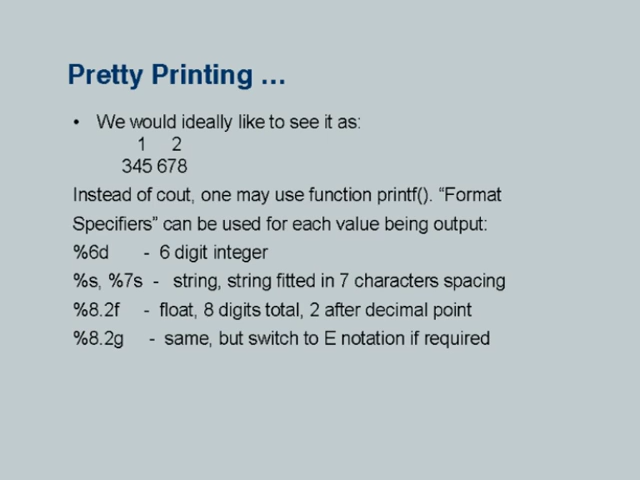 Pretty Printing ...
• We would ideally like to see it as:
1 2
345 678
Instead of cout, one may use function printf(). “Format
Specifiers” can be used for each value being output:
%6d - 6 digit integer
%s, %7s - string, string fitted in 7 characters spacing
%8.2f - float, 8 digits total, 2 after decimal point
%8.2g - same, but switch to E notation if required